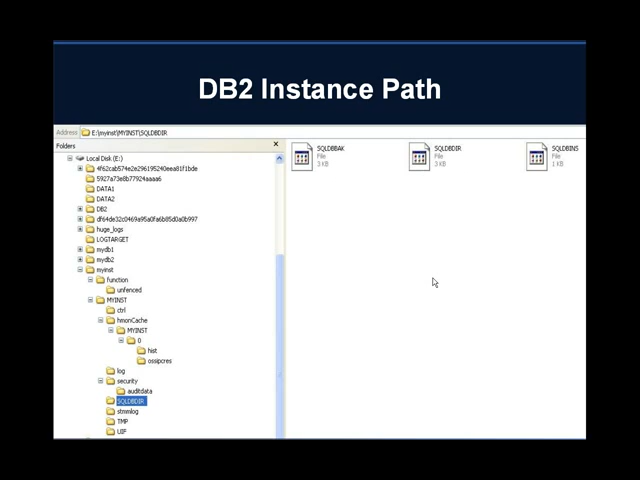 DB2 Instance Path
Address E:\myinst\MYINST\SQLDBDIR
Folders
Local Disk (E:)
4f62cab574e2e296195240eea81f1bde
5927a73e8b77924aaaa6
DATA1
DATA2
DB2
df64de32c0469a95a0fa6b85d0a0b997
huge_logs
LOGTARGET
mydb1
mydb2
myinst
function
unfenced
MYINST
ctrl
hmonCache
MYINST
0
hist
ossipcres
log
security
auditdata
SQLDBDIR
stmmlog
TMP
UIF
SQLDBBAK
File
3 KB
SQLDBDIR
File
3 KB
SQLDBINS
File
1 KB